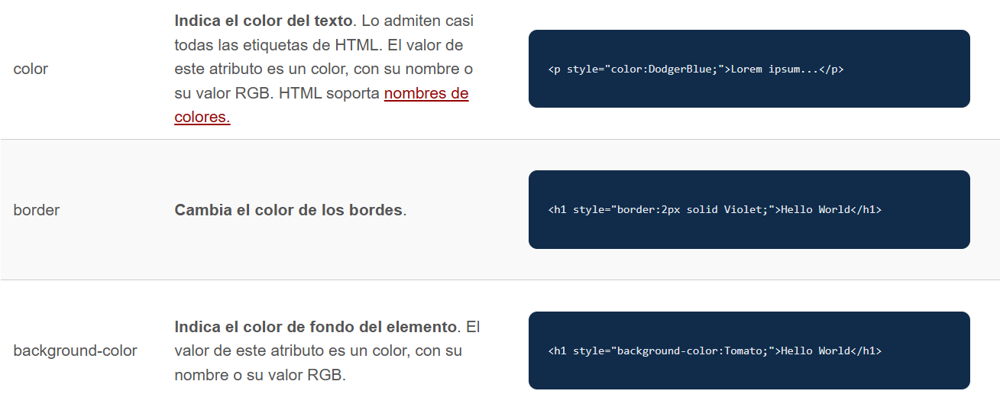 color
Indica el color del texto. Lo admiten casi
todas las etiquetas de HTML. El valor de
este atributo es un color, con su nombre o
su valor RGB. HTML soporta nombres de
colores.
<p style="color:DodgerBlue;">Lorem ipsum...</p>
border
Cambia el color de los bordes.
<h1 style="border:2px solid Violet;">Hello World</h1>
background-color
Indica el color de fondo del elemento. El
valor de este atributo es un color, con su
nombre o su valor RGB.
<h1 style="background-color:Tomato;">Hello World</h1>